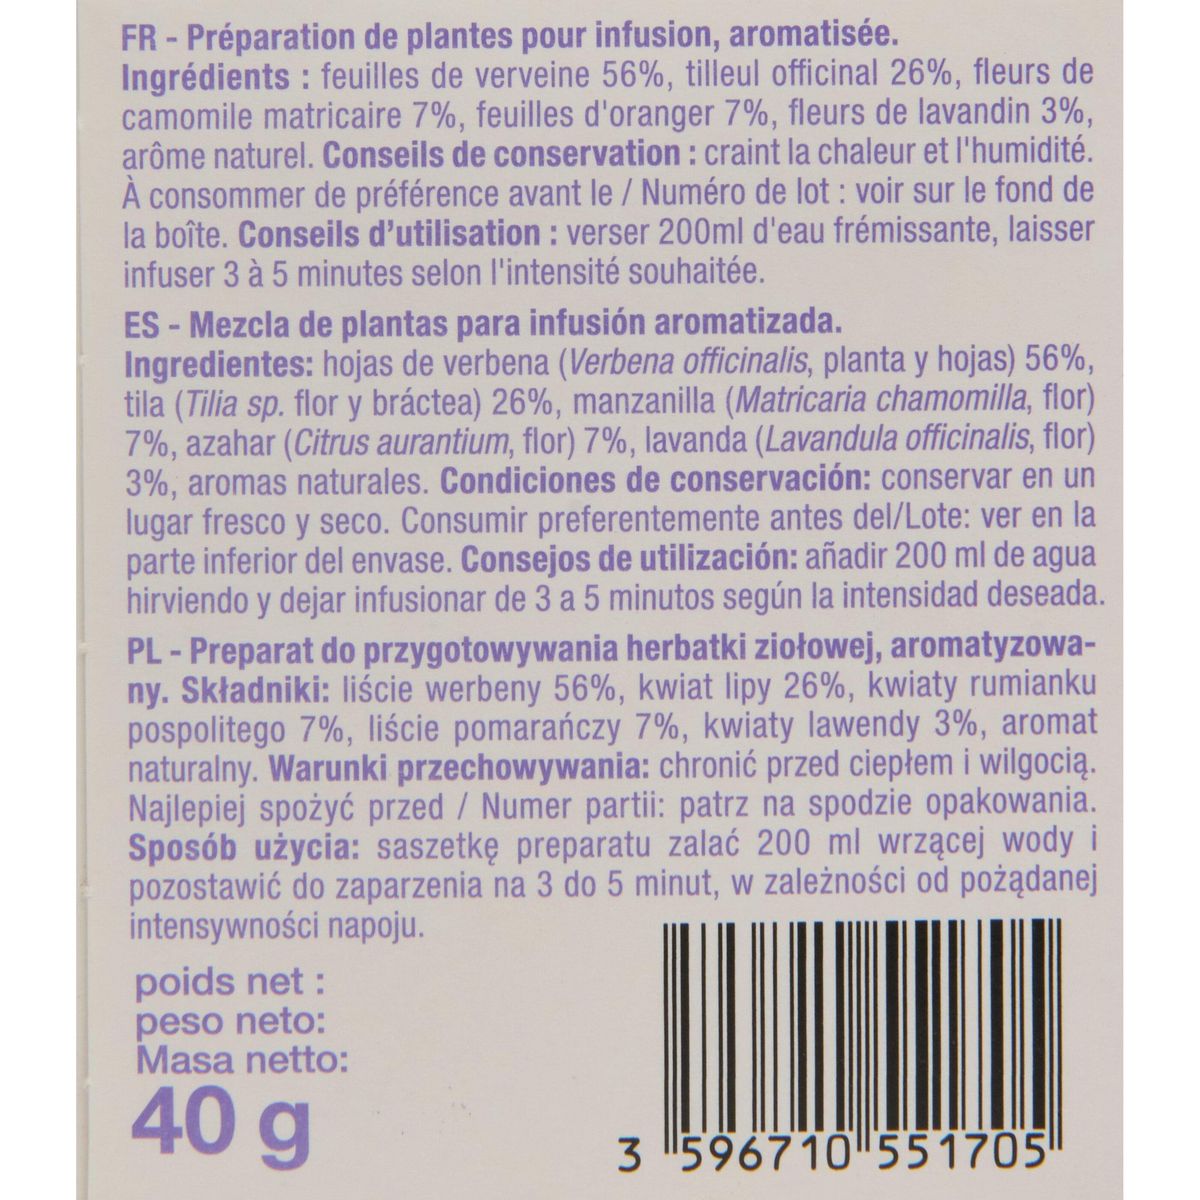 FR - Préparation de plantes pour infusion, aromatisée.
Ingrédients : feuilles de verveine 56%, tilleul officinal 26%, fleurs de
camomile matricaire 7%, feuilles d'oranger 7%, fleurs de lavandin 3%,
arôme naturel. Conseils de conservation : craint la chaleur et l'humidité.
À consommer de préférence avant le / Numéro de lot : voir sur le fond de
la boîte. Conseils d'utilisation : verser 200ml d'eau frémissante, laisser
infuser 3 à 5 minutes selon l'intensité souhaitée.
ES - Mezcla de plantas para infusión aromatizada.
Ingredientes: hojas de verbena (Verbena officinalis, planta y hojas) 56%,
tila (Tilia sp. flor y bráctea) 26%, manzanilla (Matricaria chamomilla, flor)
7%, azahar (Citrus aurantium, flor) 7%, lavanda (Lavandula officinalis, flor)
3%, aromas naturales. Condiciones de conservación: conservar en un
lugar fresco y seco. Consumir preferentemente antes del/Lote: ver en la
parte inferior del envase. Consejos de utilización: añadir 200 ml de agua
hirviendo y dejar infusionar de 3 a 5 minutos según la intensidad deseada.
PL - Preparat do przygotowywania herbatki ziołowej, aromatyzowa-
ny. Składniki: liście werbeny 56%, kwiat lipy 26%, kwiaty rumianku
pospolitego 7%, liście pomarańczy 7%, kwiaty lawendy 3%, aromat
naturalny. Warunki przechowywania: chronić przed ciepłem i wilgocią.
Najlepiej spożyć przed / Numer partii: patrz na spodzie opakowania.
Sposób użycia: saszetkę preparatu zalać 200 ml wrzącej wody i
pozostawić do zaparzenia na 3 do 5 minut, w zależności od pożądanej
intensywności napoju.
poids net :
peso neto:
Masa netto:
40 g
3 596710 551705